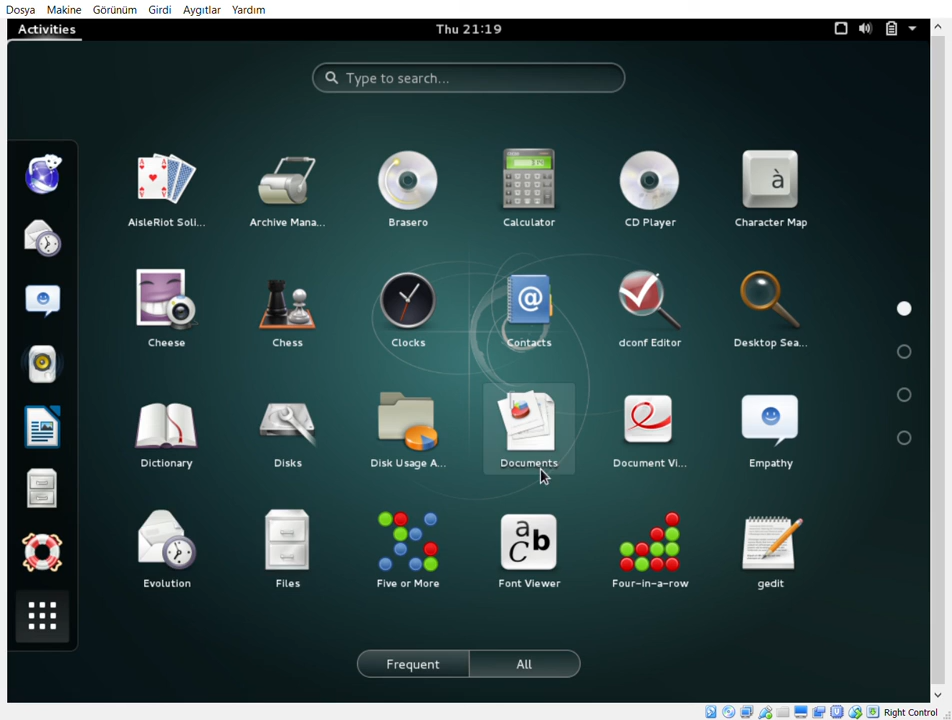 Dosya Makine Görünüm Girdi Aygıtlar Yardım
Activities Thu 21:19
Type to search...
AisleRiot Soli... Archive Mana... Brasero Calculator CD Player Character Map
Cheese Chess Clocks Contacts dconf Editor Desktop Sea...
Dictionary Disks Disk Usage A... Documents Document Vi... Empathy
Evolution Files Five or More Font Viewer Four-in-a-row gedit
Frequent All
Right Control